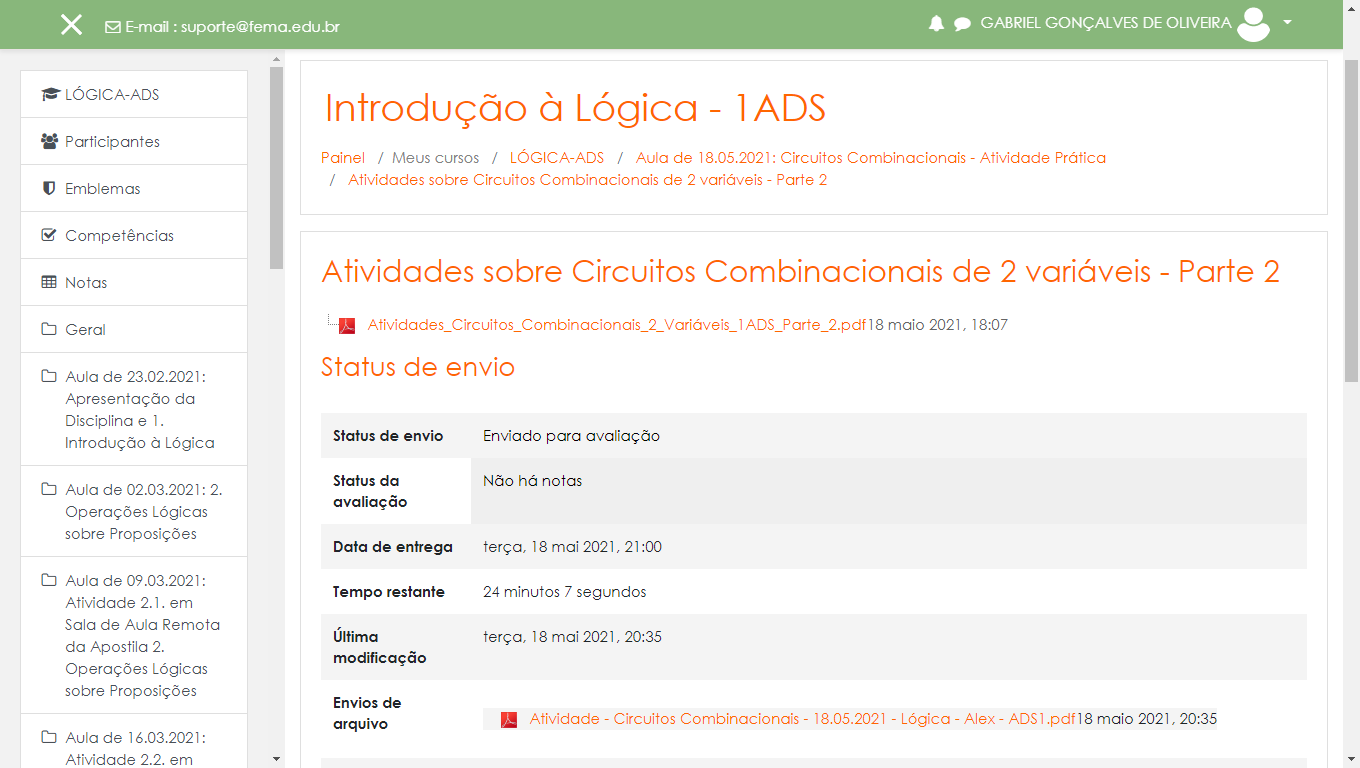 E-mail : suporte@fema.edu.br
GABRIEL GONÇALVES DE OLIVEIRA
LÓGICA-ADS
Participantes
Emblemas
Competências
Notas
Geral
Aula de 23.02.2021:
Apresentação da
Disciplina e 1.
Introdução à Lógica
Aula de 02.03.2021: 2.
Operações Lógicas
sobre Proposições
Aula de 09.03.2021:
Atividade 2.1. em
Sala de Aula Remota
da Apostila 2.
Operações Lógicas
sobre Proposições
Aula de 16.03.2021:
Atividade 2.2. em
Introdução à Lógica - 1ADS
Painel / Meus cursos / LÓGICA-ADS / Aula de 18.05.2021: Circuitos Combinacionais - Atividade Prática
/ Atividades sobre Circuitos Combinacionais de 2 variáveis - Parte 2
Atividades sobre Circuitos Combinacionais de 2 variáveis - Parte 2
Atividades_Circuitos_Combinacionais_2_Variáveis_1ADS_Parte_2.pdf18 maio 2021, 18:07
Status de envio
Status de envio Enviado para avaliação
Status da Não há notas
avaliação
Data de entrega terça, 18 mai 2021, 21:00
Tempo restante 24 minutos 7 segundos
Última terça, 18 mai 2021, 20:35
modificação
Envios de
arquivo Atividade - Circuitos Combinacionais - 18.05.2021 - Lógica - Alex - ADS1.pdf18 maio 2021, 20:35